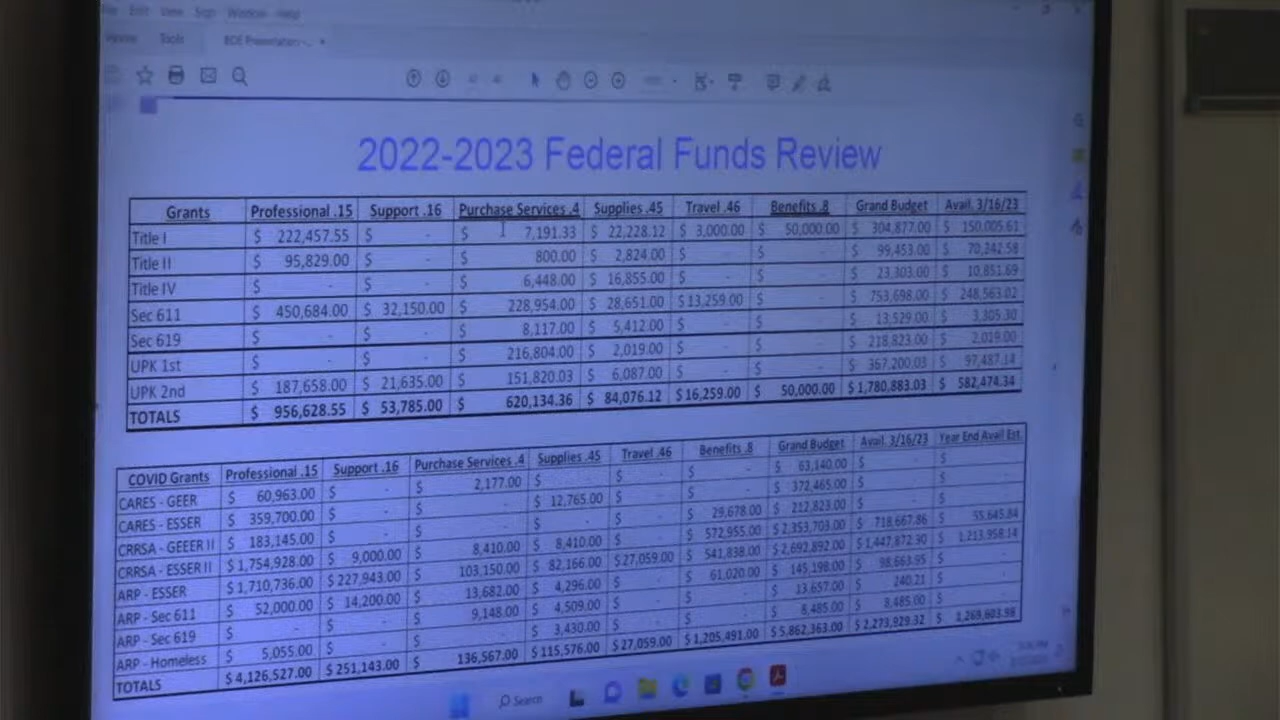 File Edit View Sign Window Help
Home Tools BOE Presentation-...
2022-2023 Federal Funds Review
Grants Professional .15 Support .16 Purchase Services .4 Supplies .45 Travel .46 Benefits .8 Grand Budget Avail. 3/16/23
Title I $ 222,457.55 $ - $ 7,191.33 $ 22,228.12 $ 3,000.00 $ 50,000.00 $ 304,877.00 $ 150,005.61
Title II $ 95,829.00 $ - $ 800.00 $ 2,824.00 $ - $ - $ 99,453.00 $ 70,242.58
Title IV $ - $ - $ 6,448.00 $ 16,855.00 $ - $ - $ 23,303.00 $ 10,851.69
Sec 611 $ 450,684.00 $ 32,150.00 $ 228,954.00 $ 28,651.00 $ 13,259.00 $ - $ 753,698.00 $ 248,563.02
Sec 619 $ - $ - $ 8,117.00 $ 5,412.00 $ - $ - $ 13,529.00 $ 3,305.30
UPK 1st $ - $ - $ 216,804.00 $ 2,019.00 $ - $ - $ 218,823.00 $ 2,019.00
UPK 2nd $ 187,658.00 $ 21,635.00 $ 151,820.03 $ 6,087.00 $ - $ - $ 367,200.03 $ 97,487.14
TOTALS $ 956,628.55 $ 53,785.00 $ 620,134.36 $ 84,076.12 $ 16,259.00 $ 50,000.00 $ 1,780,883.03 $ 582,474.34
COVID Grants Professional .15 Support .16 Purchase Services .4 Supplies .45 Travel .46 Benefits .8 Grand Budget Avail. 3/16/23 Year End Avail Est.
CARES - GEER $ 60,963.00 $ - $ 2,177.00 $ - $ - $ - $ 63,140.00 $ - $ -
CARES - ESSER $ 359,700.00 $ - $ - $ 12,765.00 $ - $ - $ 372,465.00 $ - $ -
CRRSA - GEEER II $ 183,145.00 $ - $ - $ - $ - $ 29,678.00 $ 212,823.00 $ - $ -
CRRSA - ESSER II $ 1,754,928.00 $ 9,000.00 $ 8,410.00 $ 8,410.00 $ - $ 572,955.00 $ 2,353,703.00 $ 718,667.86 $ 55,645.84
ARP - ESSER $ 1,710,736.00 $ 227,943.00 $ 103,150.00 $ 82,166.00 $ 27,059.00 $ 541,838.00 $ 2,692,892.00 $ 1,447,872.30 $ 1,213,958.14
ARP - Sec 611 $ 52,000.00 $ 14,200.00 $ 13,682.00 $ 4,296.00 $ - $ 61,020.00 $ 145,198.00 $ 98,663.95 $ -
ARP - Sec 619 $ - $ - $ 9,148.00 $ 4,509.00 $ - $ - $ 13,657.00 $ 240.21 $ -
ARP - Homeless $ 5,055.00 $ - $ - $ 3,430.00 $ - $ - $ 8,485.00 $ 8,485.00 $ -
TOTALS $ 4,126,527.00 $ 251,143.00 $ 136,567.00 $ 115,576.00 $ 27,059.00 $ 1,205,491.00 $ 5,862,363.00 $ 2,273,929.32 $ 1,269,603.98
Search